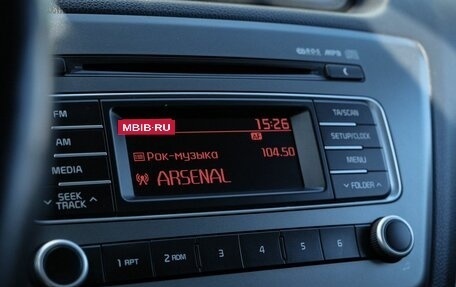 MP3
FM
TA/SCAN
MBIB·RU
15:26
AF
AM
SETUP/CLOCK
Рок-музыка 104.50
MEDIA
MENU
ARSENAL
SEEK
TRACK
FOLDER
1 RPT
2 RDM
3
4
5
6